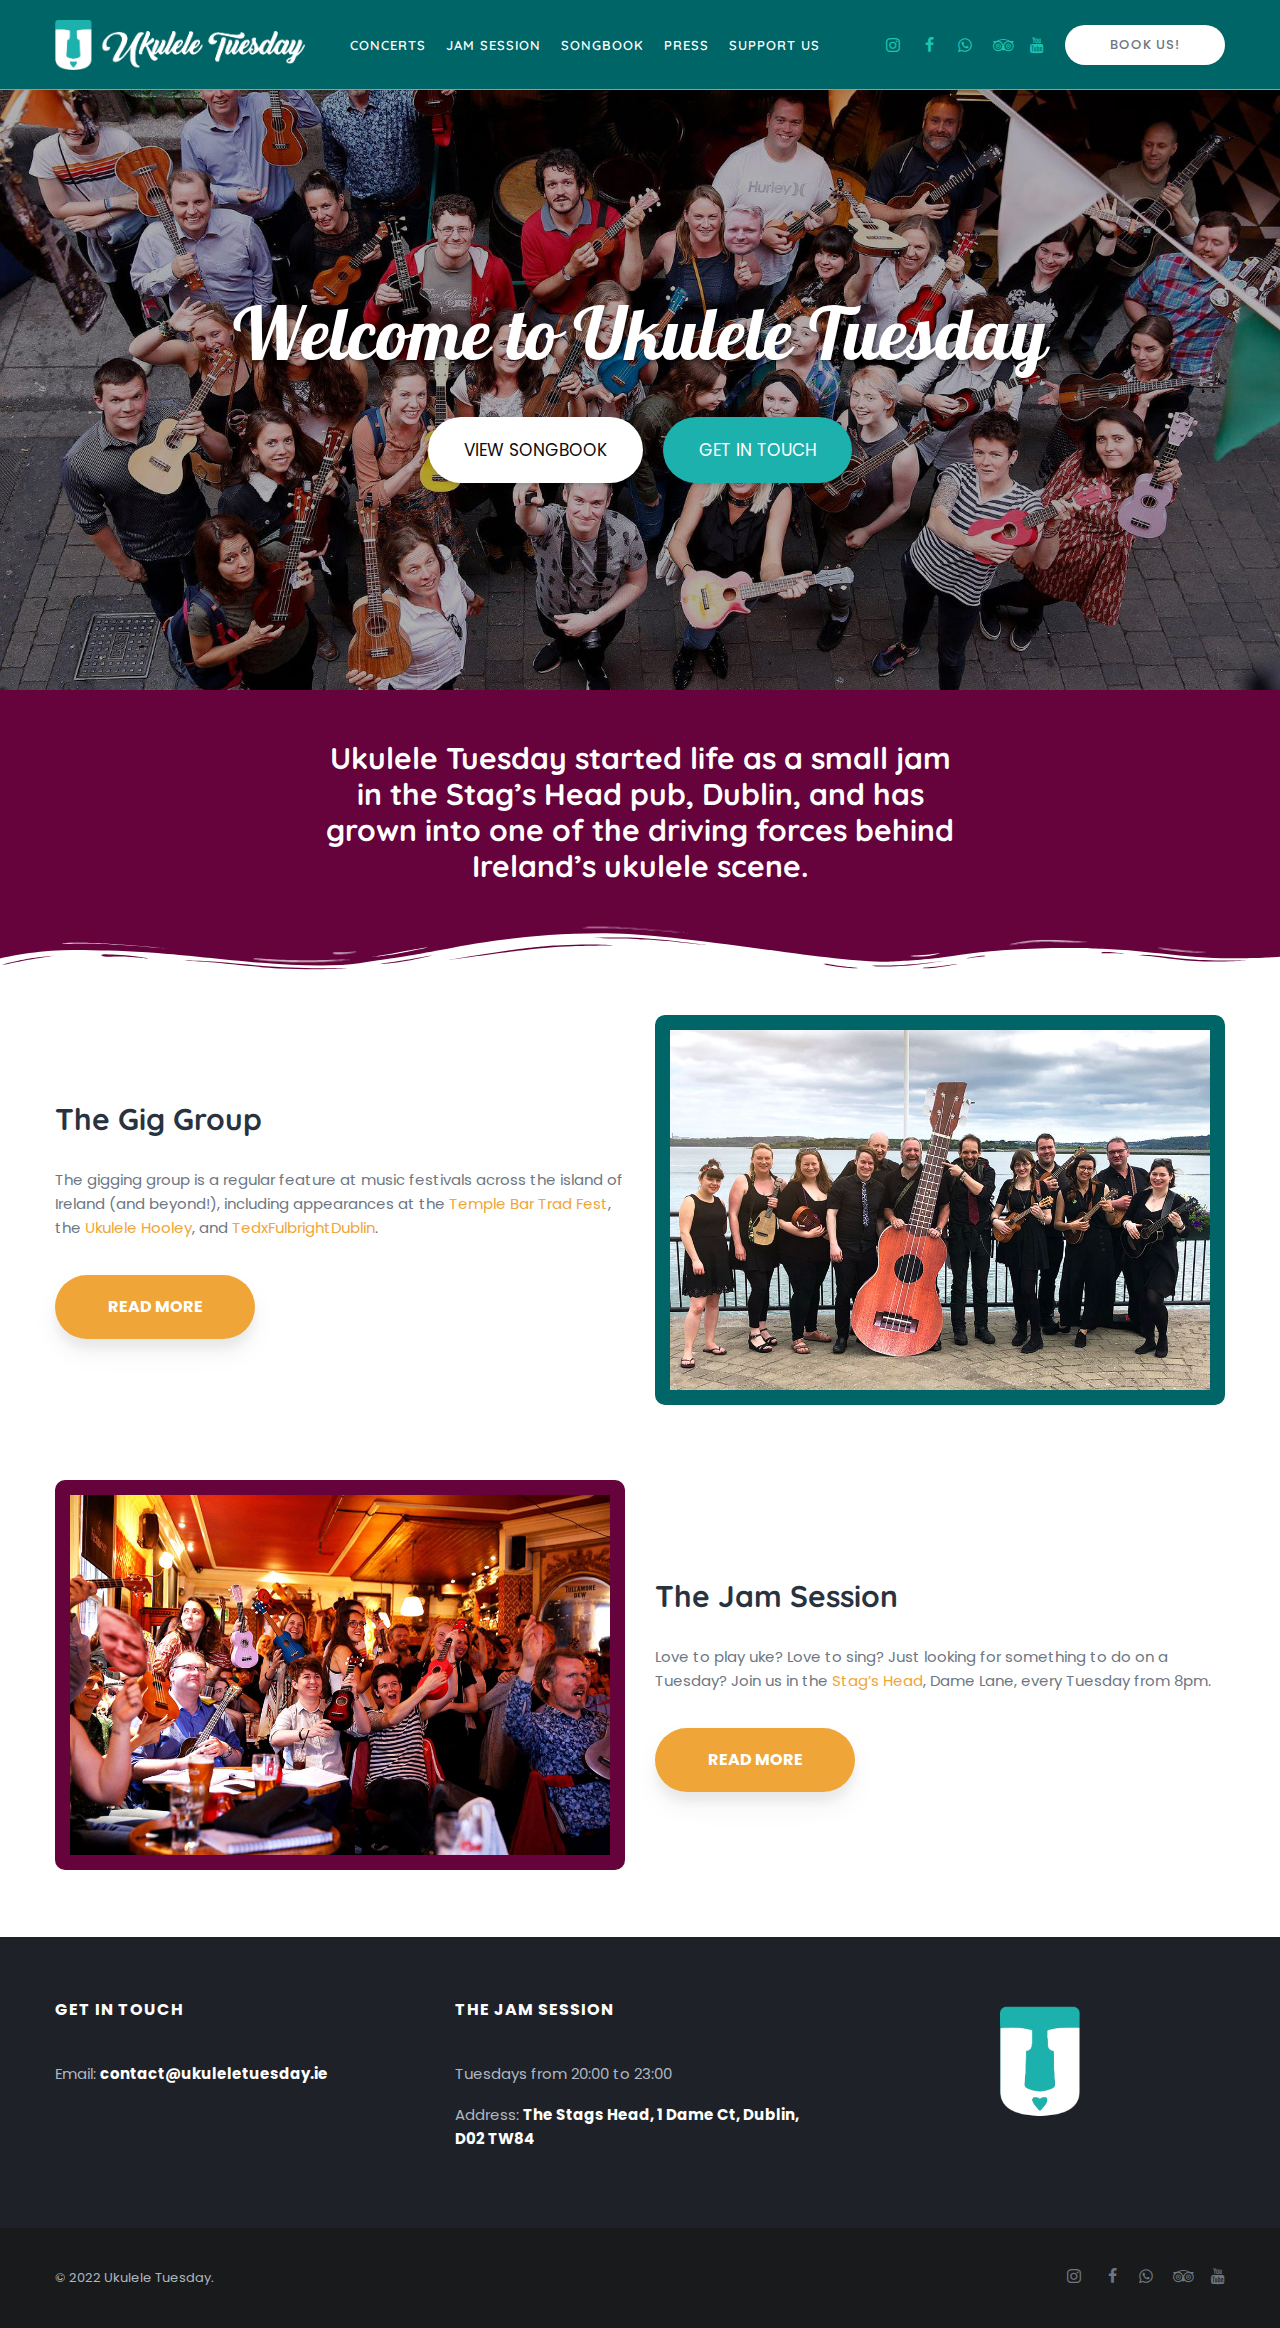 Ukulele Tuesday
CONCERTS JAM SESSION SONGBOOK PRESS SUPPORT US
BOOK US!
Hurley
Welcome to Ukulele Tuesday
VIEW SONGBOOK GET IN TOUCH
Ukulele Tuesday started life as a small jam
in the Stag’s Head pub, Dublin, and has
grown into one of the driving forces behind
Ireland’s ukulele scene.
The Gig Group
The gigging group is a regular feature at music festivals across the island of
Ireland (and beyond!), including appearances at the Temple Bar Trad Fest,
the Ukulele Hooley, and TedxFulbrightDublin.
READ MORE
TULLAMORE
DEW
The Jam Session
Love to play uke? Love to sing? Just looking for something to do on a
Tuesday? Join us in the Stag’s Head, Dame Lane, every Tuesday from 8pm.
READ MORE
GET IN TOUCH
Email: contact@ukuleletuesday.ie
THE JAM SESSION
Tuesdays from 20:00 to 23:00
Address: The Stags Head, 1 Dame Ct, Dublin,
D02 TW84
© 2022 Ukulele Tuesday.